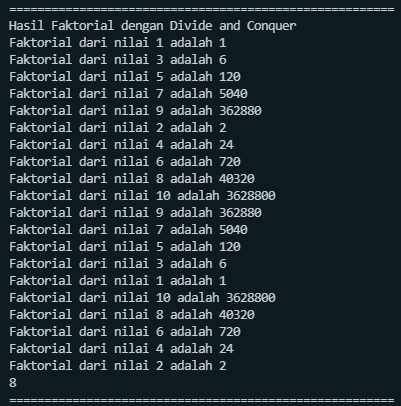 =======================================================
Hasil Faktorial dengan Divide and Conquer
Faktorial dari nilai 1 adalah 1
Faktorial dari nilai 3 adalah 6
Faktorial dari nilai 5 adalah 120
Faktorial dari nilai 7 adalah 5040
Faktorial dari nilai 9 adalah 362880
Faktorial dari nilai 2 adalah 2
Faktorial dari nilai 4 adalah 24
Faktorial dari nilai 6 adalah 720
Faktorial dari nilai 8 adalah 40320
Faktorial dari nilai 10 adalah 3628800
Faktorial dari nilai 9 adalah 362880
Faktorial dari nilai 7 adalah 5040
Faktorial dari nilai 5 adalah 120
Faktorial dari nilai 3 adalah 6
Faktorial dari nilai 1 adalah 1
Faktorial dari nilai 10 adalah 3628800
Faktorial dari nilai 8 adalah 40320
Faktorial dari nilai 6 adalah 720
Faktorial dari nilai 4 adalah 24
Faktorial dari nilai 2 adalah 2
8
=======================================================